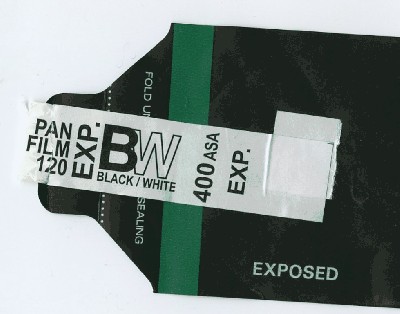 PAN
FILM
120
EXP.
BW
BLACK/WHITE
400 ASA
EXP.
FOLD
SEALING
EXPOSED